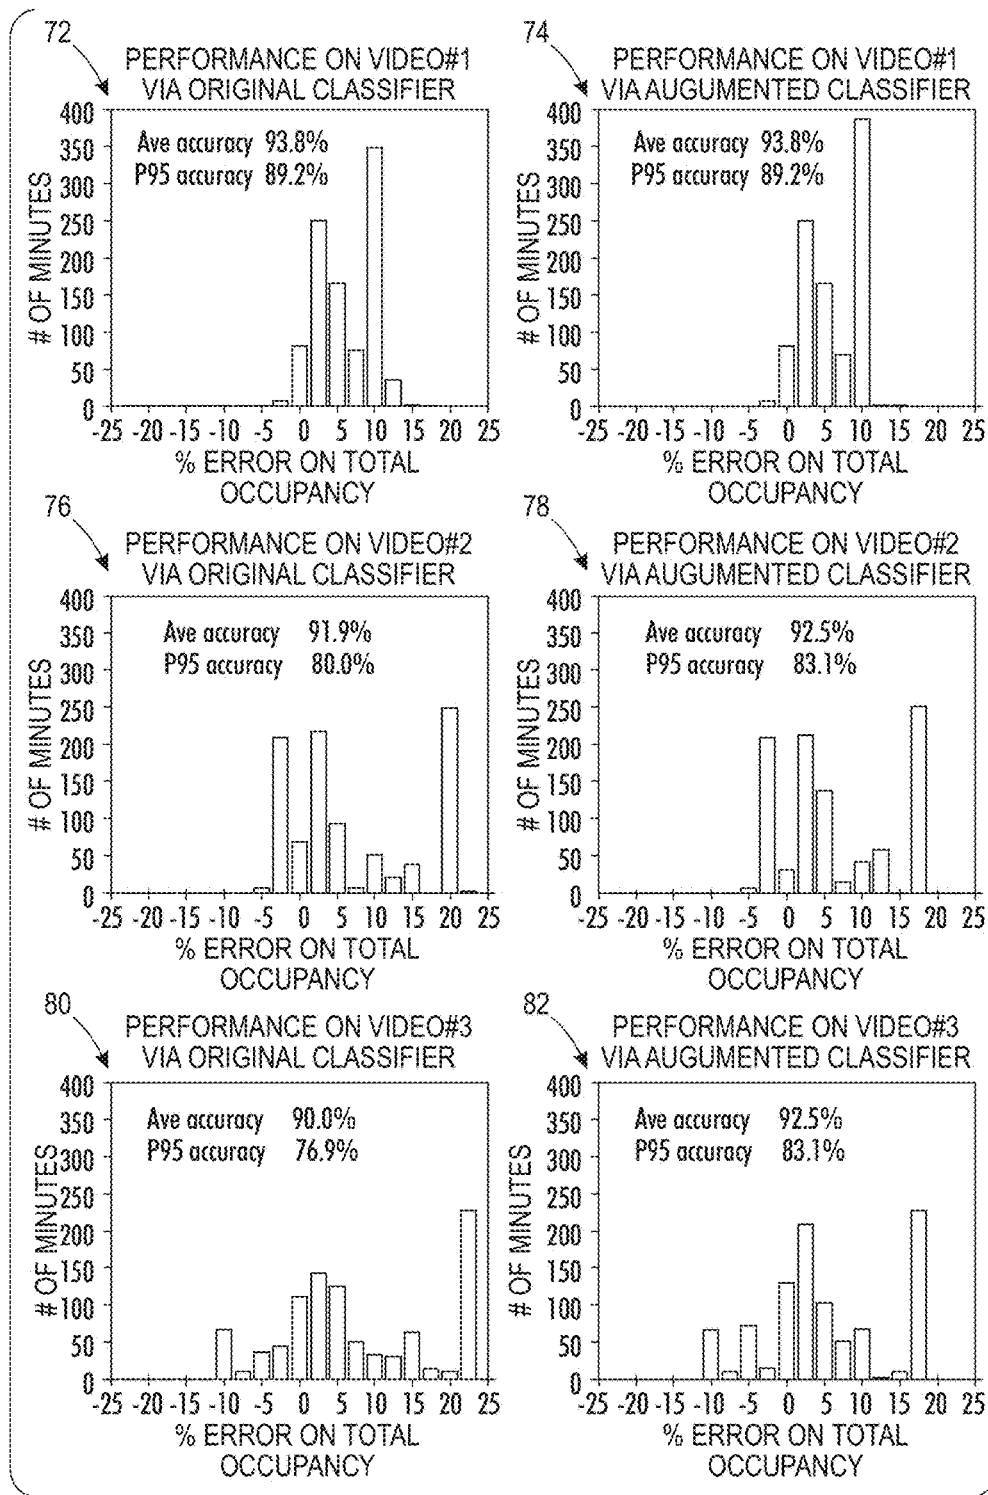 72
PERFORMANCE ON VIDEO#1
VIA ORIGINAL CLASSIFIER
Ave accuracy 93.8%
P95 accuracy 89.2%
# OF MINUTES
400
350
300
250
200
150
100
50
0
-25 -20 -15 -10 -5 0 5 10 15 20 25
% ERROR ON TOTAL
OCCUPANCY
74
PERFORMANCE ON VIDEO#1
VIA AUGUMENTED CLASSIFIER
Ave accuracy 93.8%
P95 accuracy 89.2%
# OF MINUTES
400
350
300
250
200
150
100
50
0
-25 -20 -15 -10 -5 0 5 10 15 20 25
% ERROR ON TOTAL
OCCUPANCY
76
PERFORMANCE ON VIDEO#2
VIA ORIGINAL CLASSIFIER
Ave accuracy 91.9%
P95 accuracy 80.0%
# OF MINUTES
400
350
300
250
200
150
100
50
0
-25 -20 -15 -10 -5 0 5 10 15 20 25
% ERROR ON TOTAL
OCCUPANCY
78
PERFORMANCE ON VIDEO#2
VIA AUGUMENTED CLASSIFIER
Ave accuracy 92.5%
P95 accuracy 83.1%
# OF MINUTES
400
350
300
250
200
150
100
50
0
-25 -20 -15 -10 -5 0 5 10 15 20 25
% ERROR ON TOTAL
OCCUPANCY
80
PERFORMANCE ON VIDEO#3
VIA ORIGINAL CLASSIFIER
Ave accuracy 90.0%
P95 accuracy 76.9%
# OF MINUTES
400
350
300
250
200
150
100
50
0
-25 -20 -15 -10 -5 0 5 10 15 20 25
% ERROR ON TOTAL
OCCUPANCY
82
PERFORMANCE ON VIDEO#3
VIA AUGUMENTED CLASSIFIER
Ave accuracy 92.5%
P95 accuracy 83.1%
# OF MINUTES
400
350
300
250
200
150
100
50
0
-25 -20 -15 -10 -5 0 5 10 15 20 25
% ERROR ON TOTAL
OCCUPANCY